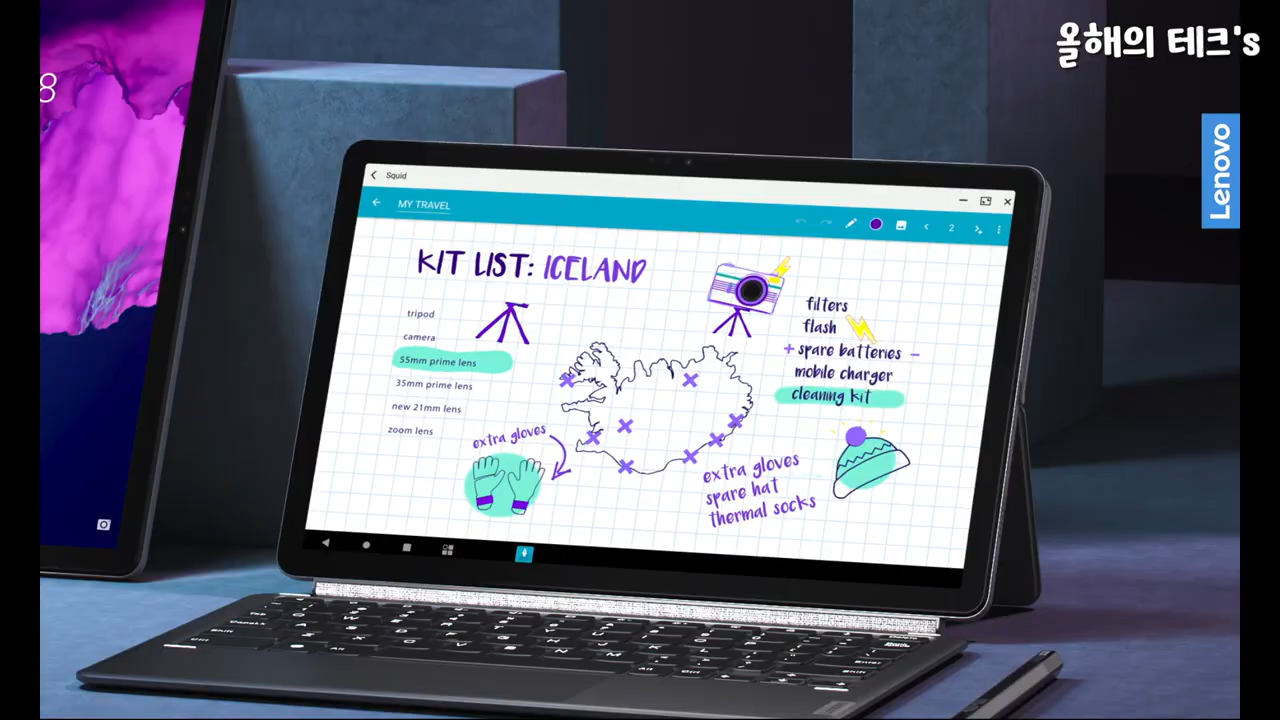 올해의 테크's
8
Lenovo
Squid
MY TRAVEL
2
KIT LIST: ICELAND
tripod
camera
55mm prime lens
35mm prime lens
new 21mm lens
zoom lens
extra gloves
filters
flash
+ spare batteries -
mobile charger
cleaning kit
extra gloves
spare hat
thermal socks